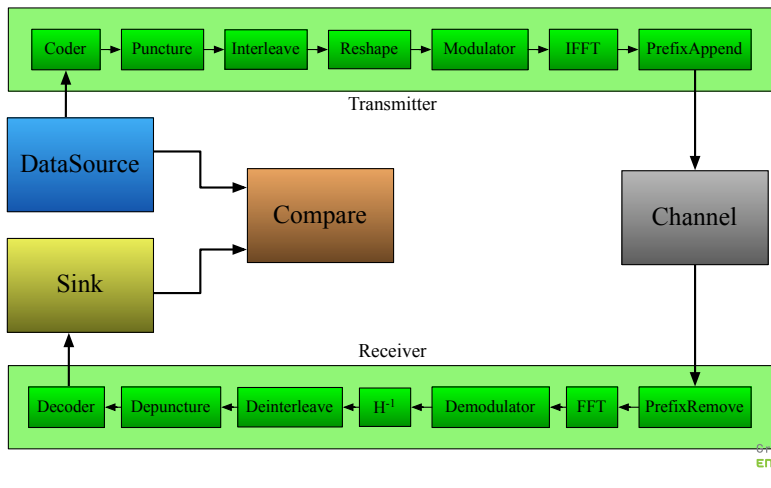 Coder Puncture Interleave Reshape Modulator IFFT PrefixAppend
Transmitter
DataSource
Compare
Channel
Sink
Receiver
Decoder Depuncture Deinterleave H⁻¹ Demodulator FFT PrefixRemove